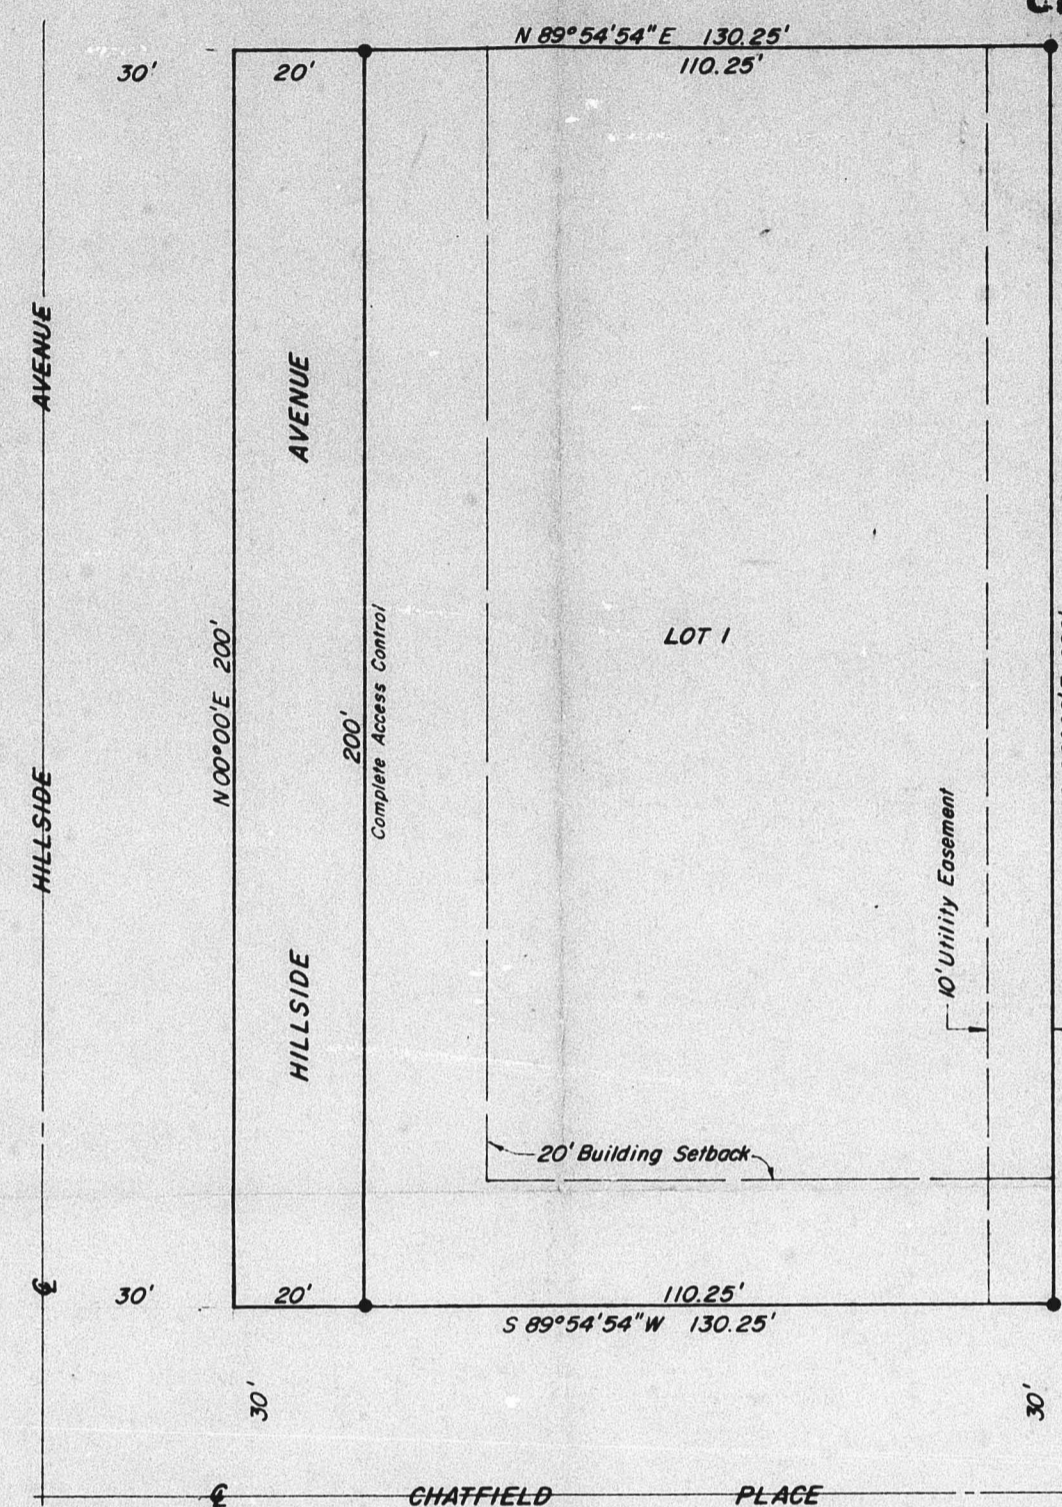 N 89°54'54" E 130.25'
30'
20'
110.25'
AVENUE
AVENUE
N 00°00'E 200'
200'
Complete Access Control
LOT 1
HILLSIDE
10' Utility Easement
HILLSIDE
20' Building Setback
℄
30'
20'
110.25'
S 89°54'54" W 130.25'
30'
30'
℄
CHATFIELD PLACE